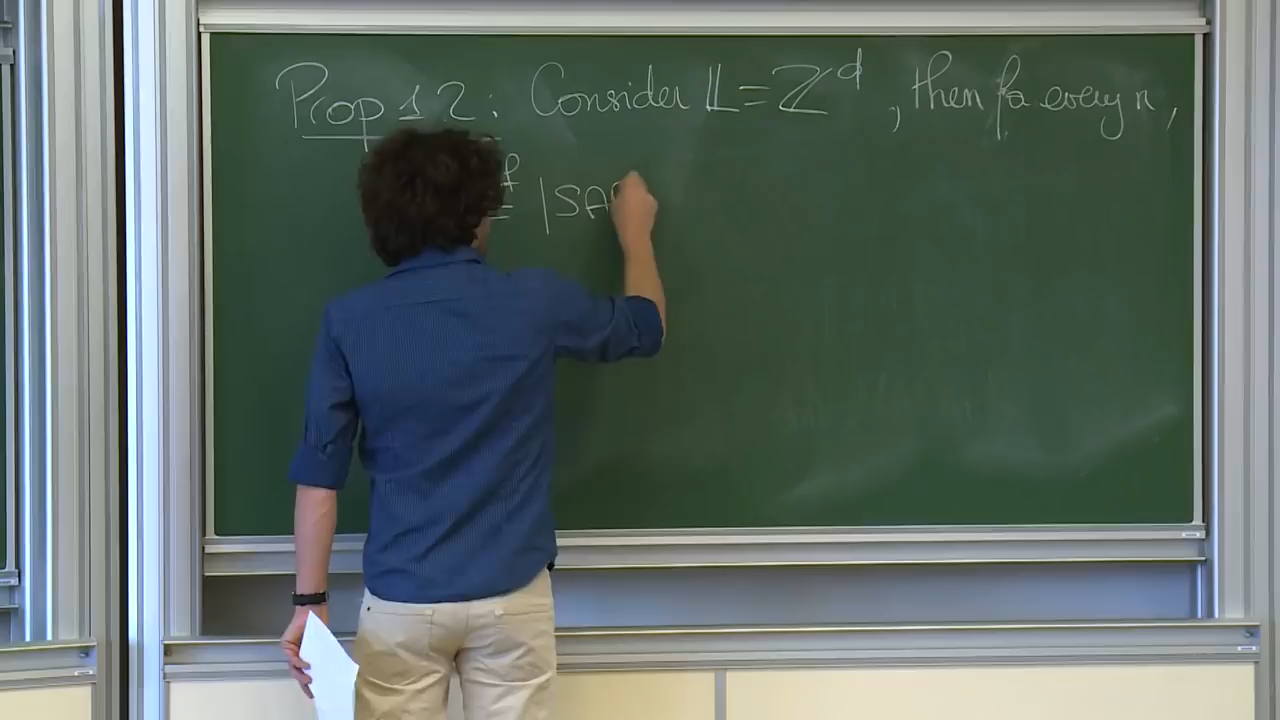 Prop 1 2 : Consider 𝕃 = ℤ^d , then for every n ,
= |SA